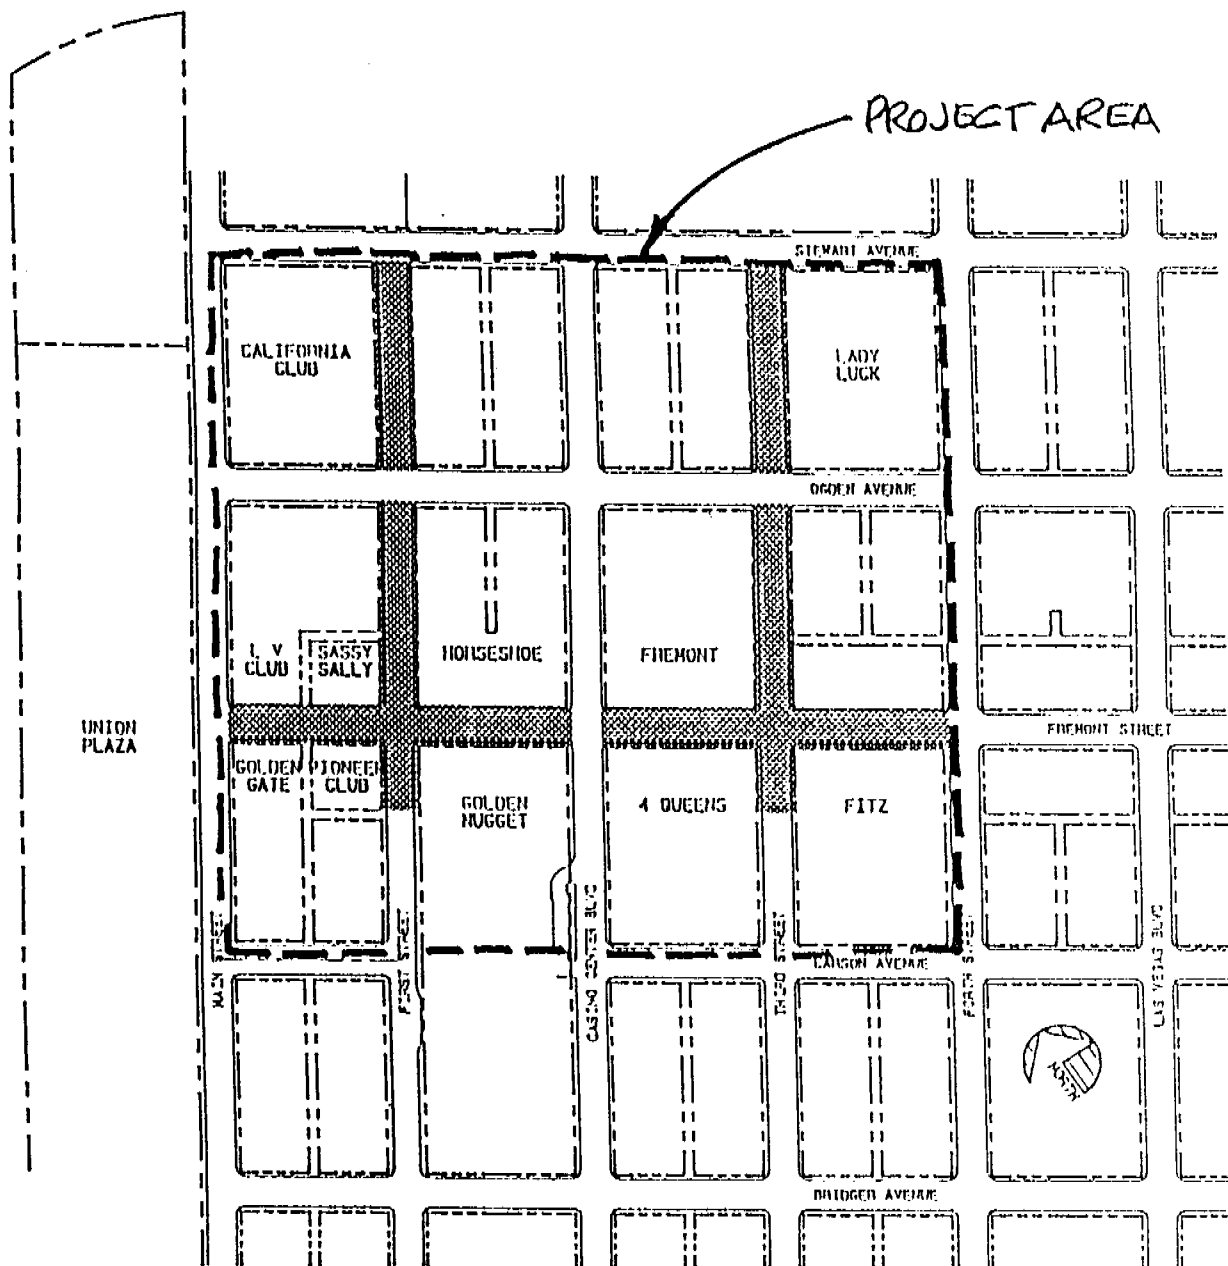 PROJECT AREA
STEWART AVENUE
CALIFORNIA
CLUB
LADY
LUCK
OGDEN AVENUE
L V
CLUB
SASSY
SALLY
HORSESHOE
FREMONT
UNION
PLAZA
FREMONT STREET
GOLDEN
GATE
PIONEER
CLUB
GOLDEN
NUGGET
4 QUEENS
FITZ
MAIN STREET
FIRST STREET
CASINO CENTER BLVD
THIRD STREET
CARSON AVENUE
FORTH STREET
LAS VEGAS BLVD
NORTH
BRIDGER AVENUE